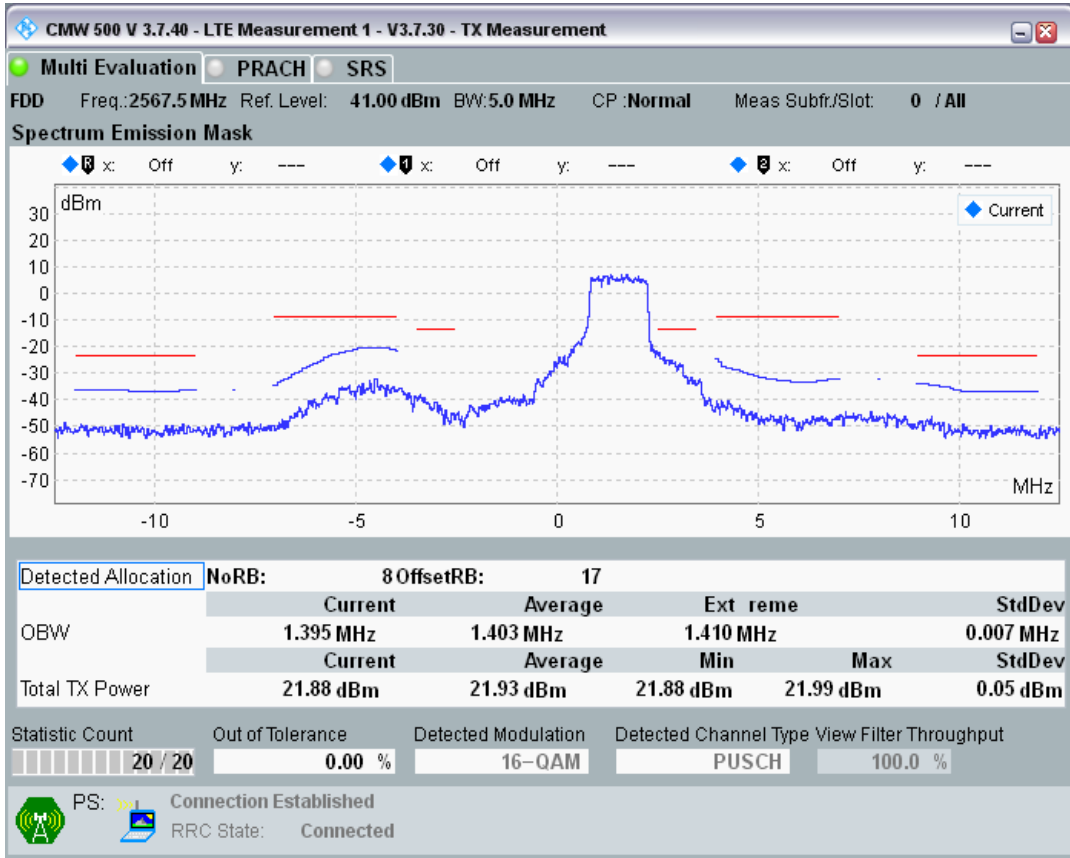 CMW 500 V 3.7.40 - LTE Measurement 1 - V3.7.30 - TX Measurement
Multi Evaluation PRACH SRS
FDD Freq.:2567.5 MHz Ref. Level: 41.00 dBm BW:5.0 MHz CP :Normal Meas Subfr./Slot: 0 / All
Spectrum Emission Mask
R x: Off y: --- 1 x: Off y: --- 2 x: Off y: ---
dBm
Current
30
20
10
0
-10
-20
-30
-40
-50
-60
-70
MHz
-10 -5 0 5 10
Detected Allocation NoRB: 8 OffsetRB: 17
Current Average Ext reme StdDev
OBW 1.395 MHz 1.403 MHz 1.410 MHz 0.007 MHz
Current Average Min Max StdDev
Total TX Power 21.88 dBm 21.93 dBm 21.88 dBm 21.99 dBm 0.05 dBm
Statistic Count Out of Tolerance Detected Modulation Detected Channel Type View Filter Throughput
20 / 20 0.00 % 16-QAM PUSCH 100.0 %
PS: Connection Established
RRC State: Connected